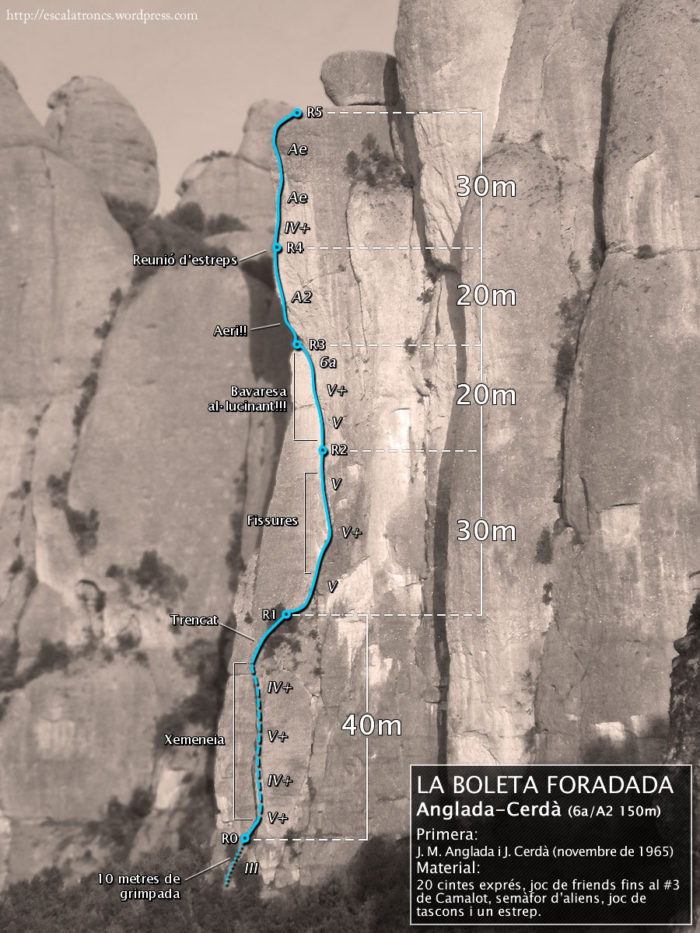 http://escalatroncs.wordpress.com
R5
Ae
30m
Ae
IV+
R4
Reunió d'estreps
A2
20m
Aeri!!
R3
6a
Bavaresa
al·lucinant!!!
V+
20m
V
R2
V
Fissures
V+
30m
V
R1
Trencat
IV+
Xemeneia
V+
40m
IV+
V+
R0
10 metres de
grimpada
III
LA BOLETA FORADADA
Anglada-Cerdà (6a/A2 150m)
Primera:
J. M. Anglada i J. Cerdà (novembre de 1965)
Material:
20 cintes exprés, joc de friends fins al #3
de Camalot, semàfor d'aliens, joc de
tascons i un estrep.